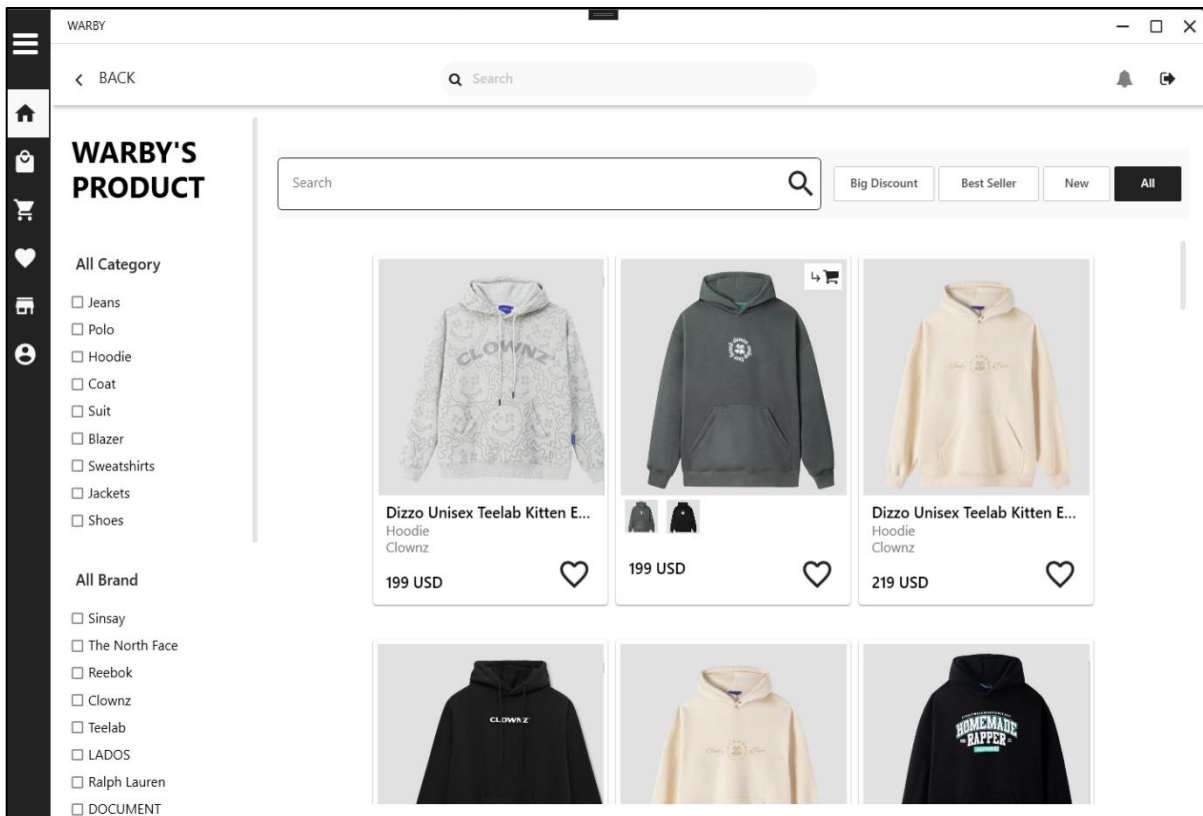 WARBY
BACK
Search
WARBY'S
PRODUCT
Search
Big Discount
Best Seller
New
All
All Category
Jeans
Polo
Hoodie
Coat
Suit
Blazer
Sweatshirts
Jackets
Shoes
All Brand
Sinsay
The North Face
Reebok
Clownz
Teelab
LADOS
Ralph Lauren
DOCUMENT
CLOWNZ
Dizzo Unisex Teelab Kitten E...
Hoodie
Clownz
199 USD
199 USD
Dizzo Unisex Teelab Kitten E...
Hoodie
Clownz
219 USD
CLOWNZ
HOMEMADE
RAPPER